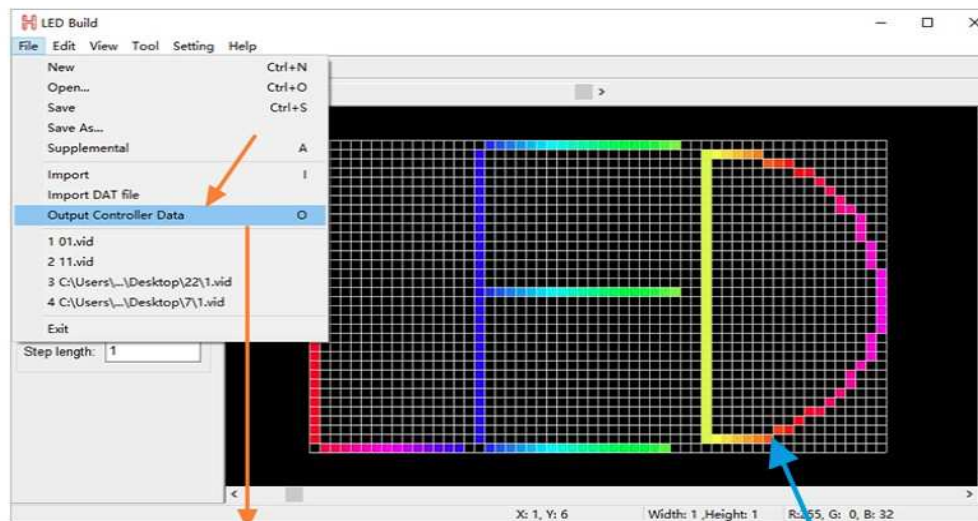 LED Build
File Edit View Tool Setting Help
New Ctrl+N
Open... Ctrl+O
Save Ctrl+S
Save As...
Supplemental A
Import I
Import DAT file
Output Controller Data O
1 01.vid
2 11.vid
3 C:\Users\...\Desktop\22\1.vid
4 C:\Users\...\Desktop\7\1.vid
Exit
Step length: 1
X: 1, Y: 6 Width: 1 ,Height: 1 R:255, G: 0, B: 32